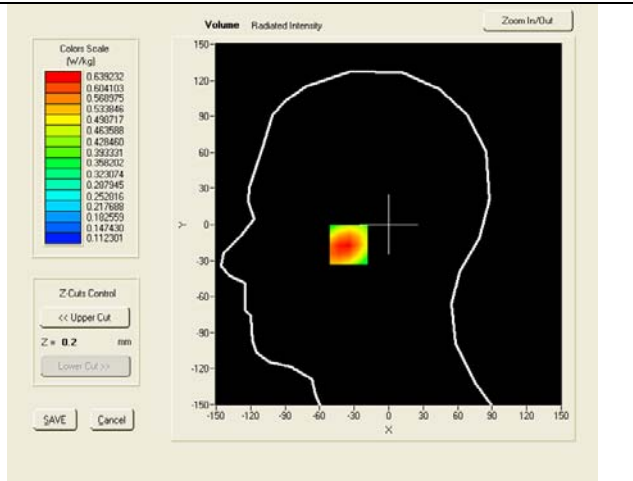 Volume Radiated Intensity
Zoom In/Out
Colors Scale
(W/kg)
0.639232
0.604103
0.568975
0.533846
0.498717
0.463588
0.428460
0.393331
0.358202
0.323074
0.287945
0.252816
0.217688
0.182559
0.147430
0.112301
Z-Cuts Control
<< Upper Cut
Z = 0.2 mm
Lower Cut >>
SAVE Cancel
150-
120-
90-
60-
30-
0-
-30-
-60-
-90-
-120-
-150-
Y
-150 -120 -90 -60 -30 0 30 60 90 120 150
X